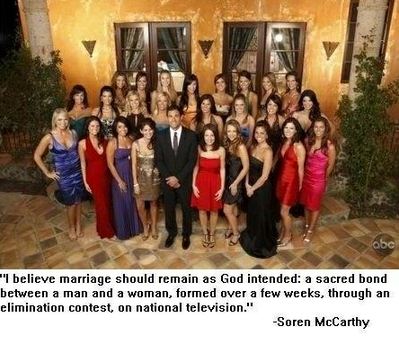 abc
"I believe marriage should remain as God intended: a sacred bond
between a man and a woman, formed over a few weeks, through an
elimination contest, on national television."
-Soren McCarthy